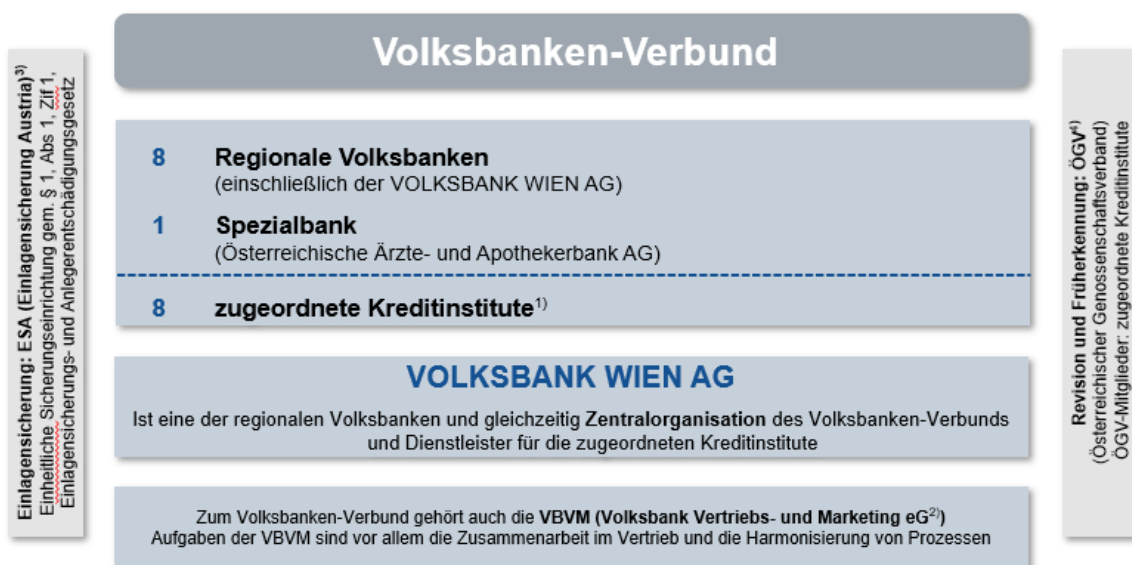 Volksbanken-Verbund
Einlagensicherung: ESA (Einlagensicherung Austria)3)
Einheitliche Sicherungseinrichtung gem. § 1, Abs 1, Zif 1,
Einlagensicherungs- und Anlegerentschädigungsgesetz
8 Regionale Volksbanken
(einschließlich der VOLKSBANK WIEN AG)
1 Spezialbank
(Österreichische Ärzte- und Apothekerbank AG)
8 zugeordnete Kreditinstitute1)
VOLKSBANK WIEN AG
Ist eine der regionalen Volksbanken und gleichzeitig Zentralorganisation des Volksbanken-Verbunds
und Dienstleister für die zugeordneten Kreditinstitute
Zum Volksbanken-Verbund gehört auch die VBVM (Volksbank Vertriebs- und Marketing eG2))
Aufgaben der VBVM sind vor allem die Zusammenarbeit im Vertrieb und die Harmonisierung von Prozessen
Revision und Früherkennung: ÖGV4)
(Österreichischer Genossenschaftsverband)
ÖGV-Mitglieder: zugeordnete Kreditinstitute